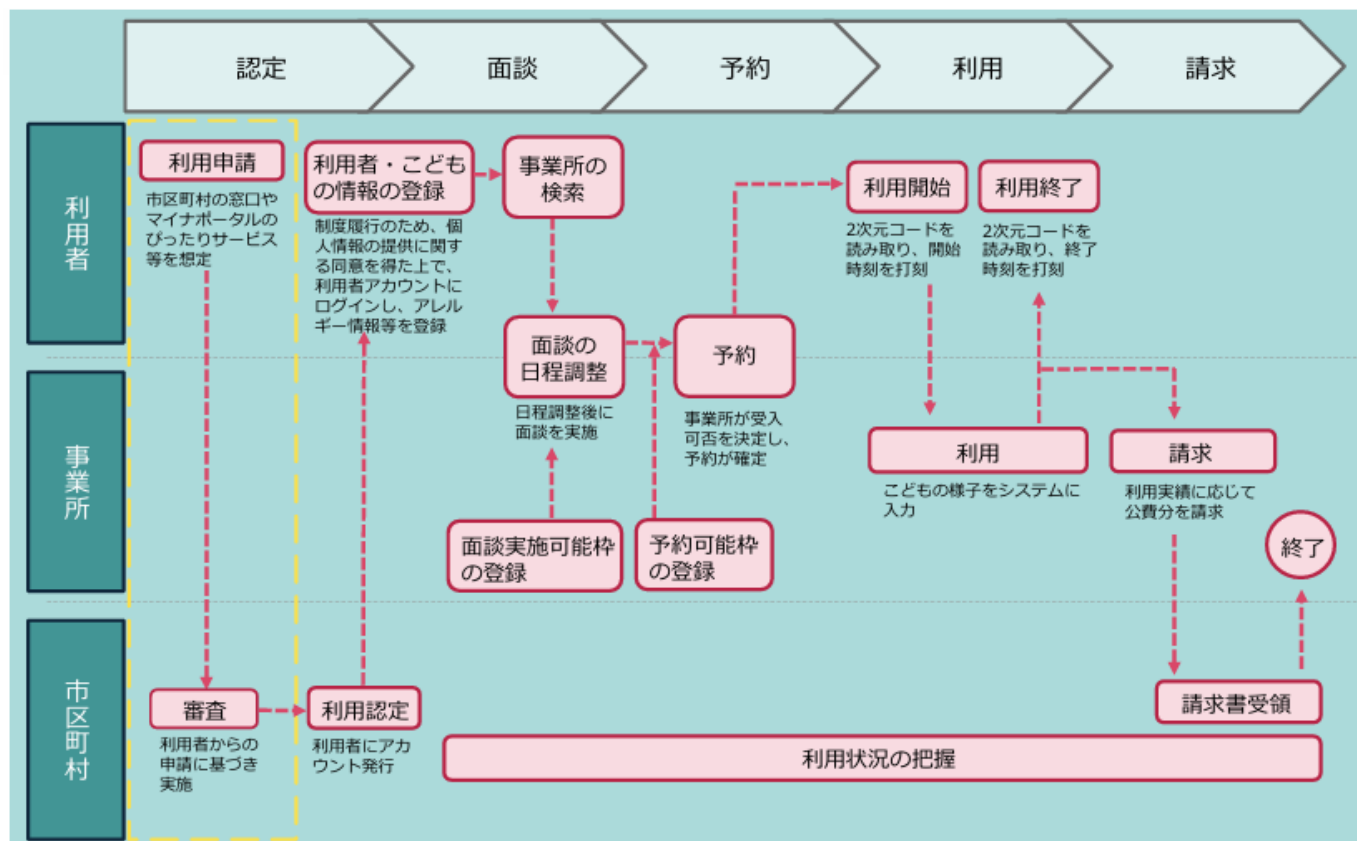 認定
面談
予約
利用
請求
利用者
利用申請
市区町村の窓口や
マイナポータルの
ぴったりサービス
等を想定
利用者・こども
の情報の登録
制度履行のため、個
人情報の提供に関す
る同意を得た上で、
利用者アカウントに
ログインし、アレル
ギー情報等を登録
事業所の
検索
面談の
日程調整
日程調整後に
面談を実施
予約
事業所が受入
可否を決定し、
予約が確定
利用開始
2次元コードを
読み取り、開始
時刻を打刻
利用終了
2次元コードを
読み取り、終了
時刻を打刻
事業所
面談実施可能枠
の登録
予約可能枠
の登録
利用
こどもの様子をシステムに
入力
請求
利用実績に応じて
公費分を請求
終了
市区町村
審査
利用者からの
申請に基づき
実施
利用認定
利用者にアカ
ウント発行
請求書受領
利用状況の把握